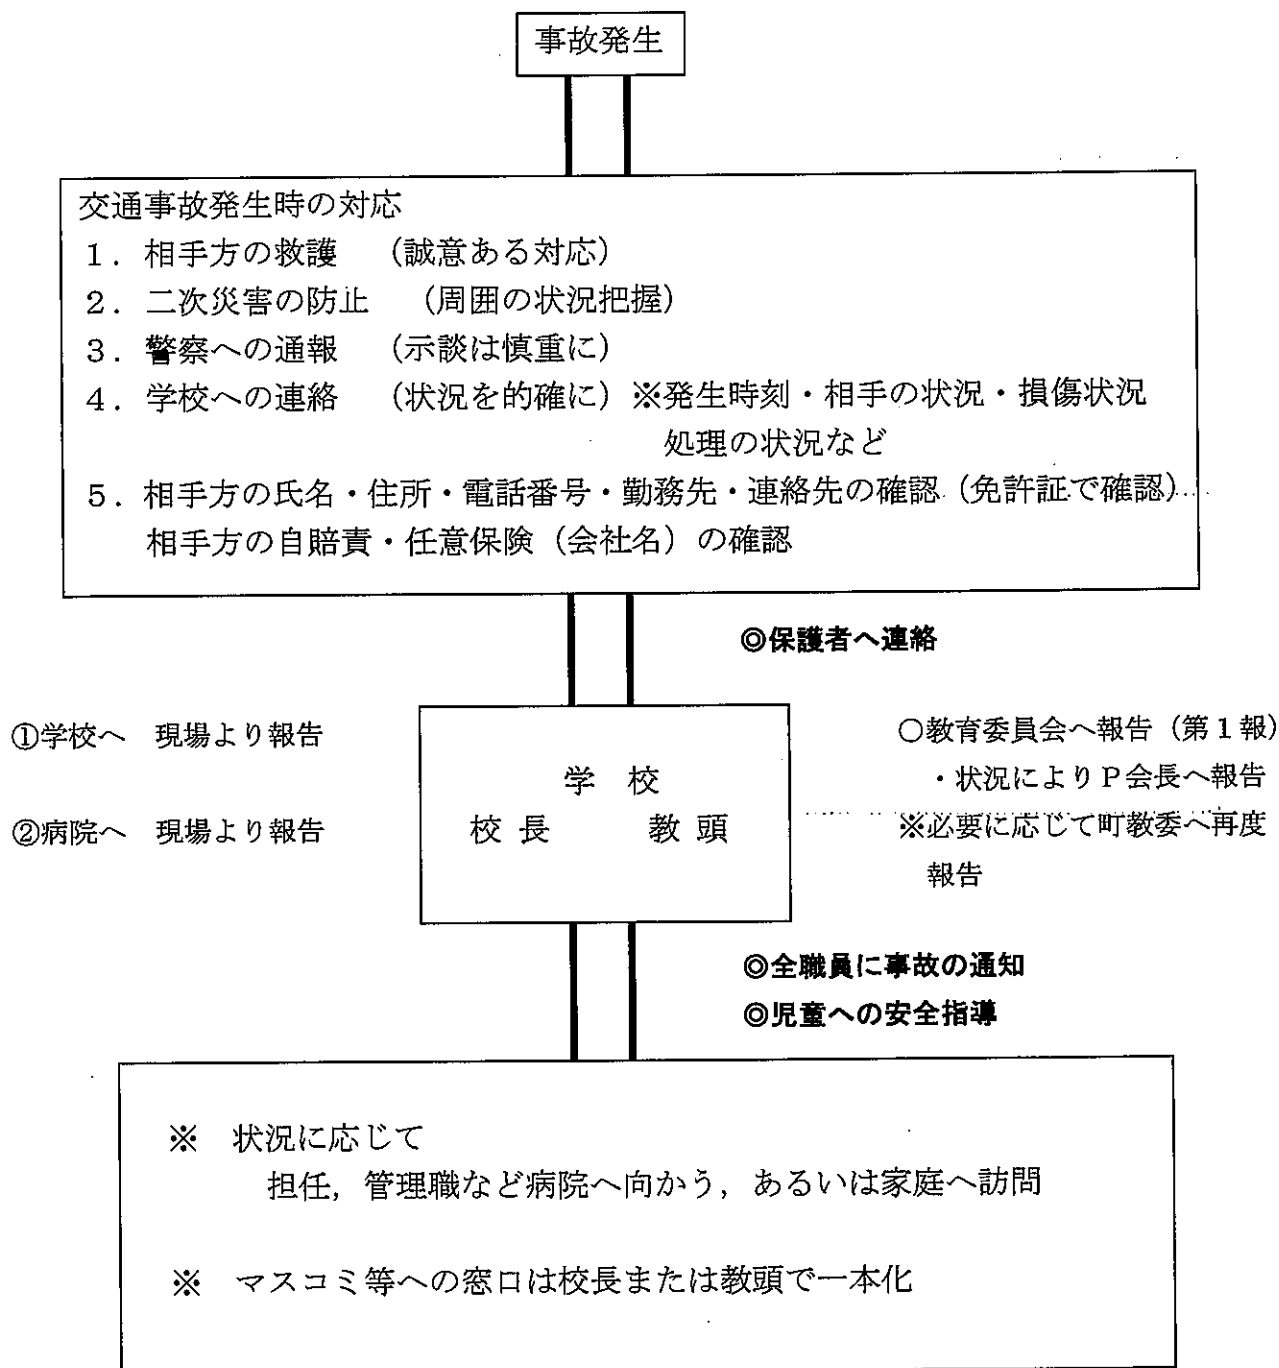 事故発生
交通事故発生時の対応
1．相手方の救護　（誠意ある対応）
2．二次災害の防止　（周囲の状況把握）
3．警察への通報　（示談は慎重に）
4．学校への連絡　（状況を的確に）※発生時刻・相手の状況・損傷状況
処理の状況など
5．相手方の氏名・住所・電話番号・勤務先・連絡先の確認（免許証で確認）
相手方の自賠責・任意保険（会社名）の確認
◎保護者へ連絡
①学校へ　現場より報告
②病院へ　現場より報告
学　校
校長　　教頭
○教育委員会へ報告（第1報）
・状況によりP会長へ報告
※必要に応じて町教委へ再度
報告
◎全職員に事故の通知
◎児童への安全指導
※　状況に応じて
担任，管理職など病院へ向かう，あるいは家庭へ訪問
※　マスコミ等への窓口は校長または教頭で一本化